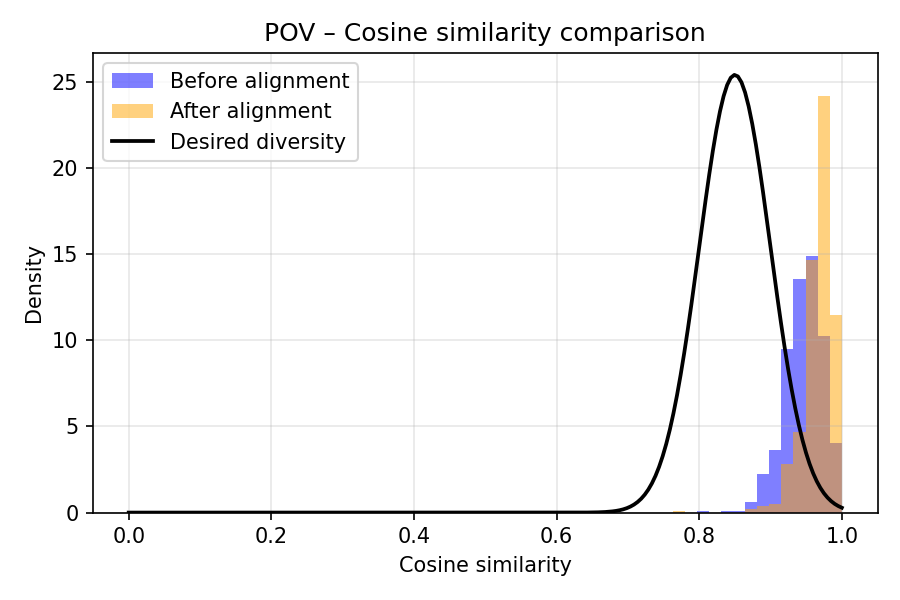 POV – Cosine similarity comparison
Before alignment
After alignment
Desired diversity
Density
25
20
15
10
5
0
0.0 0.2 0.4 0.6 0.8 1.0
Cosine similarity